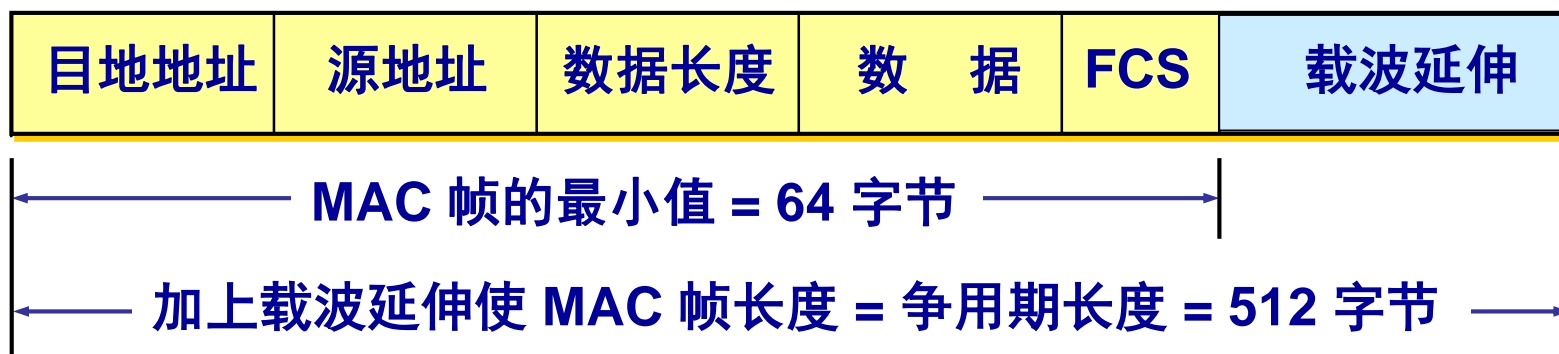 目地地址 源地址 数据长度 数 据 FCS 载波延伸
MAC 帧的最小值 = 64 字节
加上载波延伸使 MAC 帧长度 = 争用期长度 = 512 字节